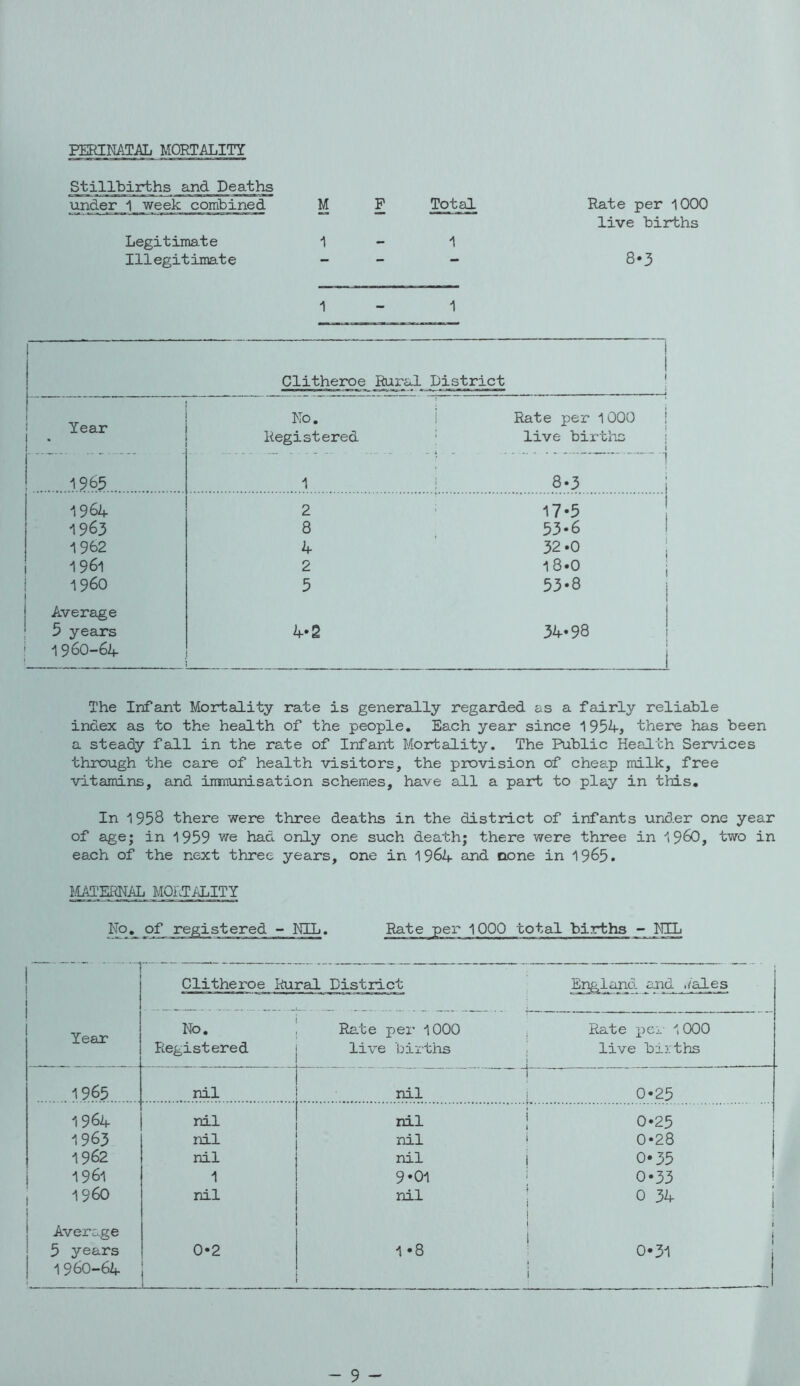 PERINATAL MORTALITY
Stillbirths and Deaths
under 1 week combined M F Total Rate per 1000
live births
Legitimate 1 - 1
Illegitimate - - - 8•3
1 - 1
Clitheroe Rural District
Year No. Registered Rate per 1000 live births
1965 1 8•3
1964 2 17•5
1963 8 53•6
1962 4 32•0
1961 2 18•0
1960 5 53•8
Average
5 years 4•2 34•98
1960-64
The Infant Mortality rate is generally regarded as a fairly reliable
index as to the health of the people. Each year since 1954, there has been
a steady fall in the rate of Infant Mortality. The Public Health Services
through the care of health visitors, the provision of cheap milk, free
vitamins, and immunisation schemes, have all a part to play in this.
In 1958 there were three deaths in the district of infants under one year
of age; in 1959 we had only one such death; there were three in 1960, two in
each of the next three years, one in 1964 and none in 1965.
MATERNAL MORTALITY
No. of registered - NIL. Rate per 1000 total births - NIL
Clitheroe Rural District England and Wales
Year No. Registered Rate per 1000 live births Rate per 1000 live births
1965 nil nil 0•25
1964 nil nil 0•25
1963 nil nil 0•28
1962 nil nil 0•35
1961 1 9•01 0•33
1960 nil nil 0 34
Average
5 years 0•2 1•8 0•31
1960-64
- 9 -